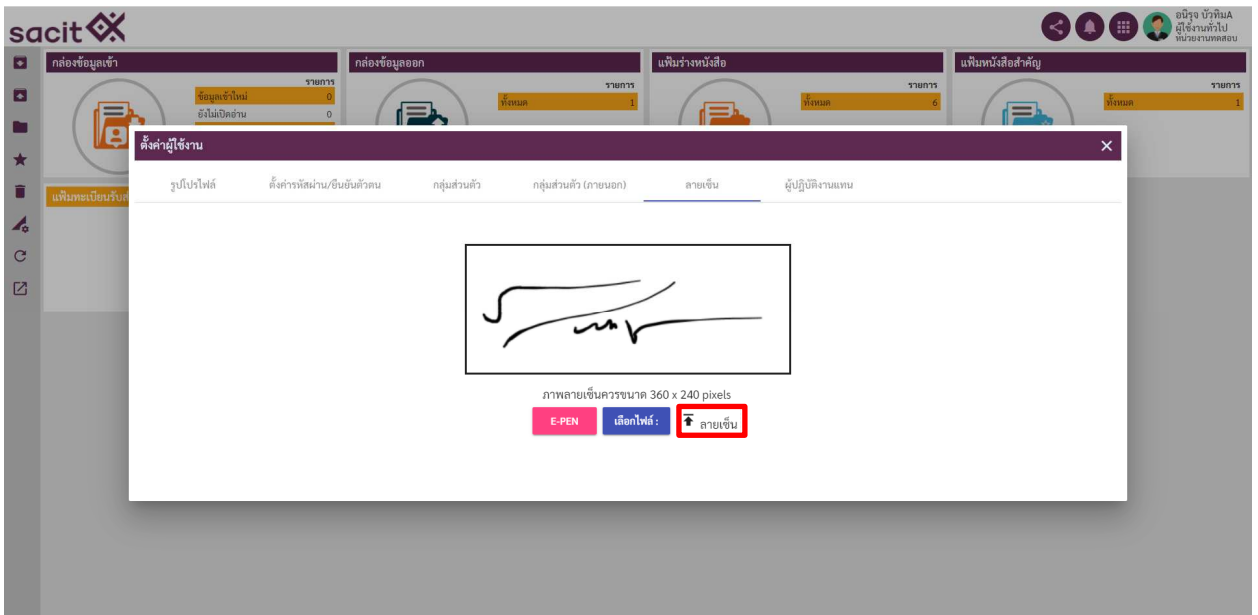 sacit
อนิรุจ บัวทิมA
ผู้ใช้งานทั่วไป
หน่วยงานทดสอบ
กล่องข้อมูลเข้า
กล่องข้อมูลออก
แฟ้มร่างหนังสือ
แฟ้มหนังสือสำคัญ
รายการ
รายการ
รายการ
รายการ
ข้อมูลเข้าใหม่ 0
ทั้งหมด 1
ทั้งหมด 6
ทั้งหมด 1
ยังไม่เปิดอ่าน 0
ตั้งค่าผู้ใช้งาน
รูปโปรไฟล์ ตั้งค่ารหัสผ่าน/ยืนยันตัวตน กลุ่มส่วนตัว กลุ่มส่วนตัว (ภายนอก) ลายเซ็น ผู้ปฏิบัติงานแทน
แฟ้มทะเบียนรับส่
ภาพลายเซ็นควรขนาด 360 x 240 pixels
E-PEN เลือกไฟล์ : ลายเซ็น